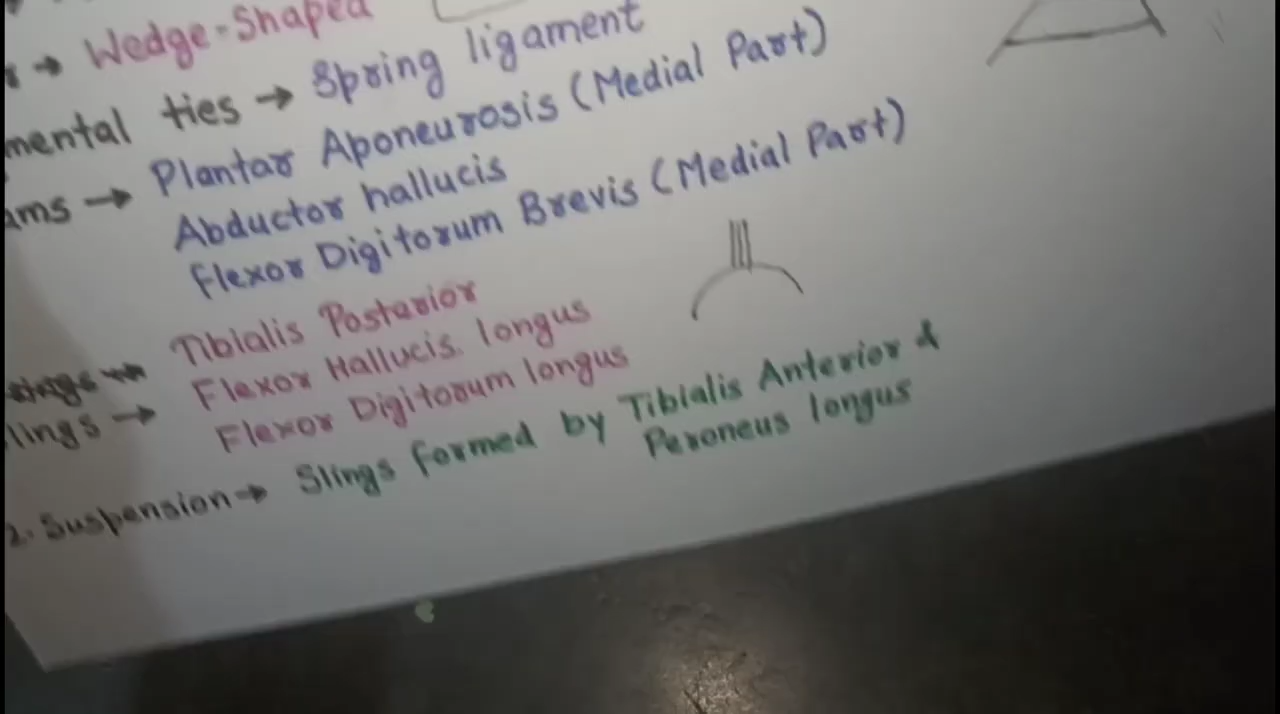 → Wedge-Shaped
mental ties → Spring ligament
ams → Plantar Aponeurosis (Medial Part)
Abductor hallucis
Flexor Digitorum Brevis (Medial Part)
Tibialis Posterior
lings → Flexor Hallucis longus
Flexor Digitorum longus
2. Suspension → Slings formed by Tibialis Anterior &
Peroneus longus